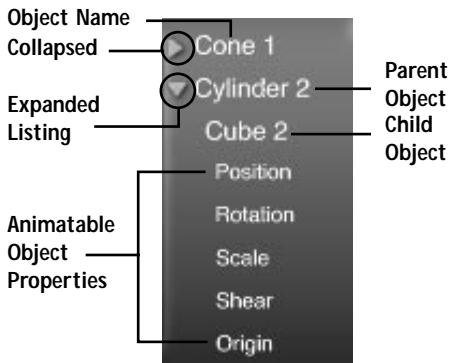 Object Name
Collapsed
Expanded
Listing
Animatable
Object
Properties
Cone 1
Cylinder 2
Cube 2
Position
Rotation
Scale
Shear
Origin
Parent
Object
Child
Object